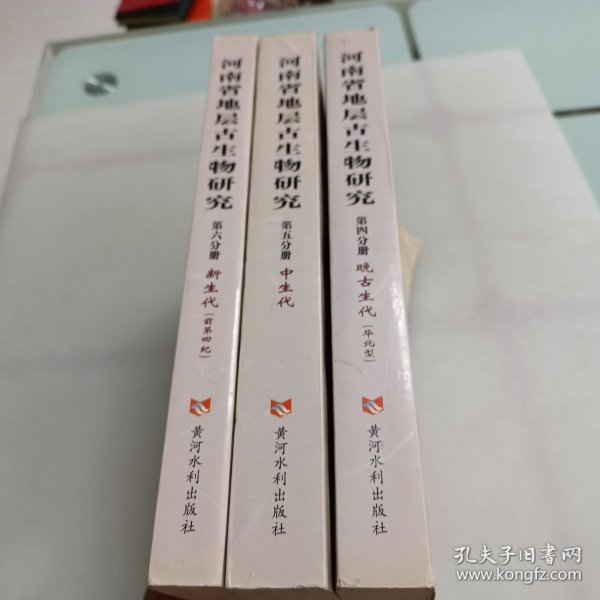 河南省地层古生物研究
第六分册
新生代
(前第四纪)
黄河水利出版社
河南省地层古生物研究
第五分册
中生代
黄河水利出版社
河南省地层古生物研究
第四分册
晚古生代
(华北型)
黄河水利出版社
孔夫子旧书网
www.kongfz.com